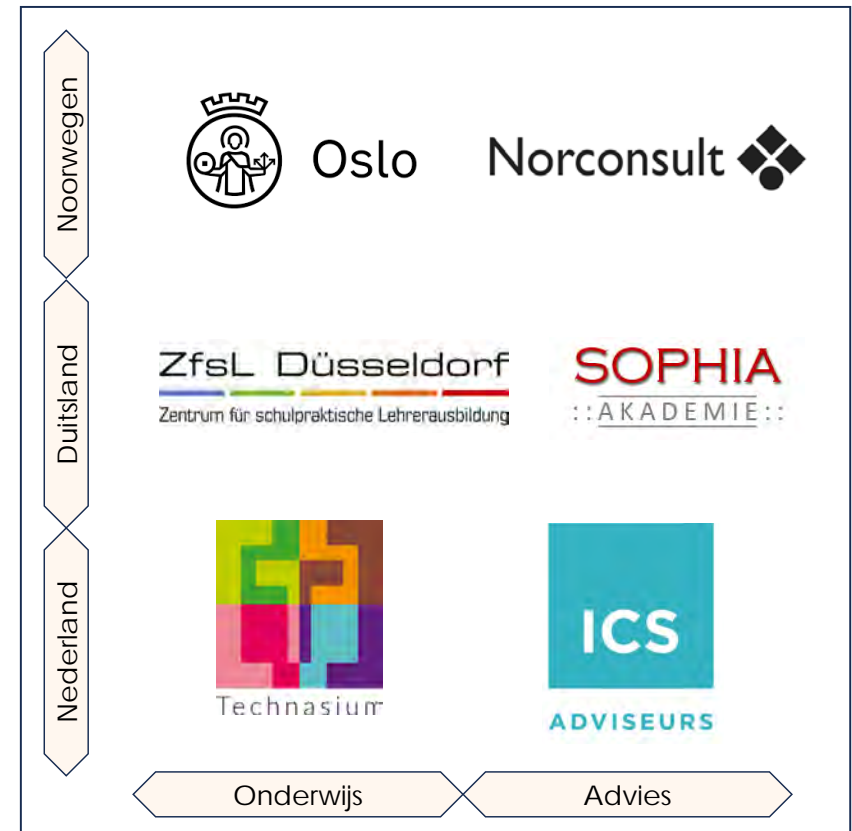 Noorwegen
Oslo
Norconsult
Duitsland
ZfsL Düsseldorf
Zentrum für schulpraktische Lehrerausbildung
SOPHIA
::AKADEMIE::
Nederland
Technasium
ICS
ADVISEURS
Onderwijs
Advies